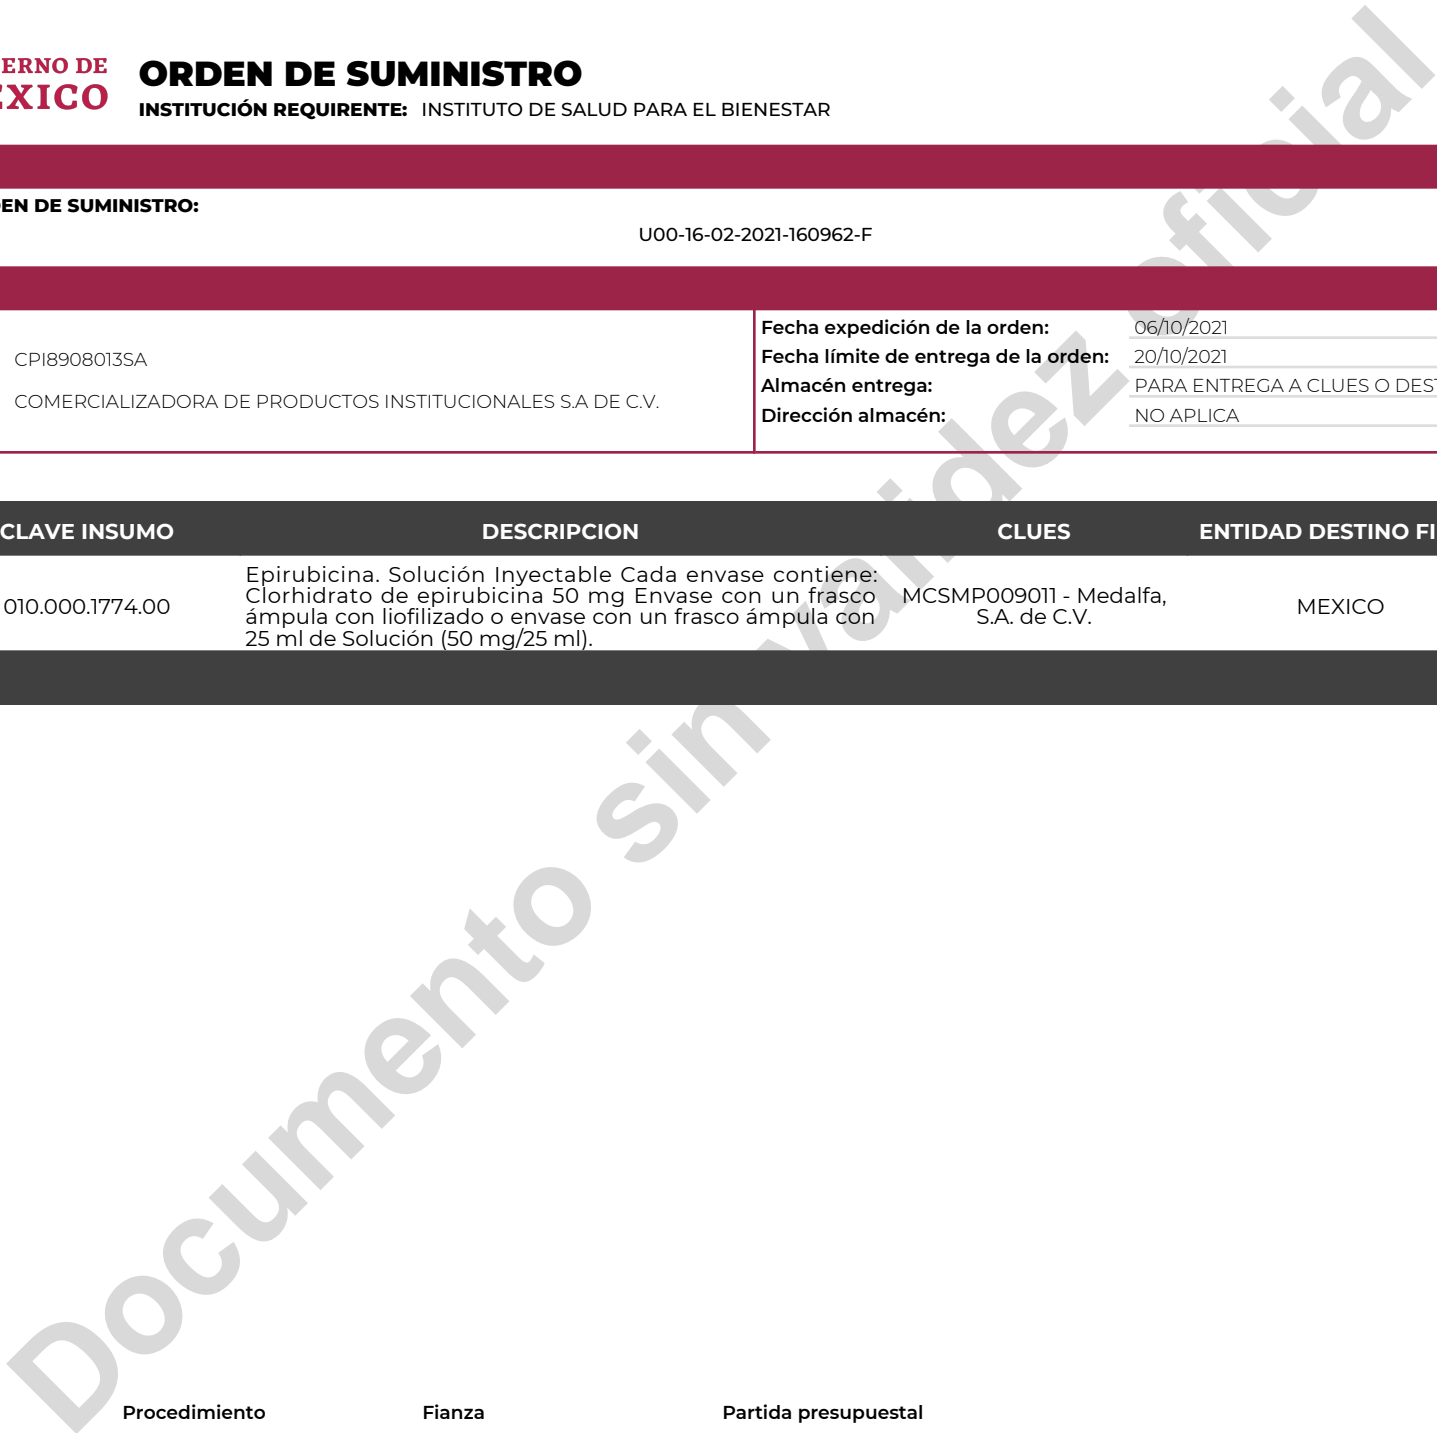 ERNO DE
EXICO
ORDEN DE SUMINISTRO
INSTITUCIÓN REQUIRENTE: INSTITUTO DE SALUD PARA EL BIENESTAR
EN DE SUMINISTRO:
U00-16-02-2021-160962-F
CPI8908013SA
COMERCIALIZADORA DE PRODUCTOS INSTITUCIONALES S.A DE C.V.
Fecha expedición de la orden: 06/10/2021
Fecha límite de entrega de la orden: 20/10/2021
Almacén entrega: PARA ENTREGA A CLUES O DEST
Dirección almacén: NO APLICA
CLAVE INSUMO DESCRIPCION CLUES ENTIDAD DESTINO FI
010.000.1774.00
Epirubicina. Solución Inyectable Cada envase contiene:
Clorhidrato de epirubicina 50 mg Envase con un frasco
ámpula con liofilizado o envase con un frasco ámpula con
25 ml de Solución (50 mg/25 ml).
MCSMP009011 - Medalfa,
S.A. de C.V.
MEXICO
Documento sin validez oficial
Procedimiento Fianza Partida presupuestal